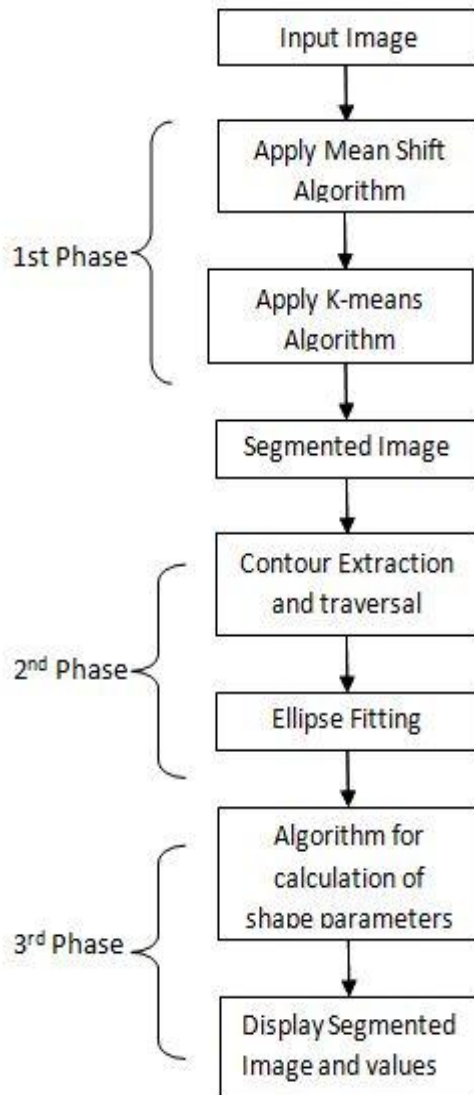 Input Image
Apply Mean Shift
Algorithm
1st Phase
Apply K-means
Algorithm
Segmented Image
Contour Extraction
and traversal
2nd Phase
Ellipse Fitting
Algorithm for
calculation of
shape parameters
3rd Phase
Display Segmented
Image and values